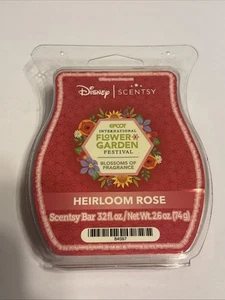 Disney | SCENTSY
EPCOT
INTERNATIONAL
FLOWER & GARDEN
FESTIVAL
BLOSSOMS OF
FRAGRANCE
HEIRLOOM ROSE
Scentsy Bar 3.2 fl. oz. / Net Wt. 2.6 oz. (74 g)